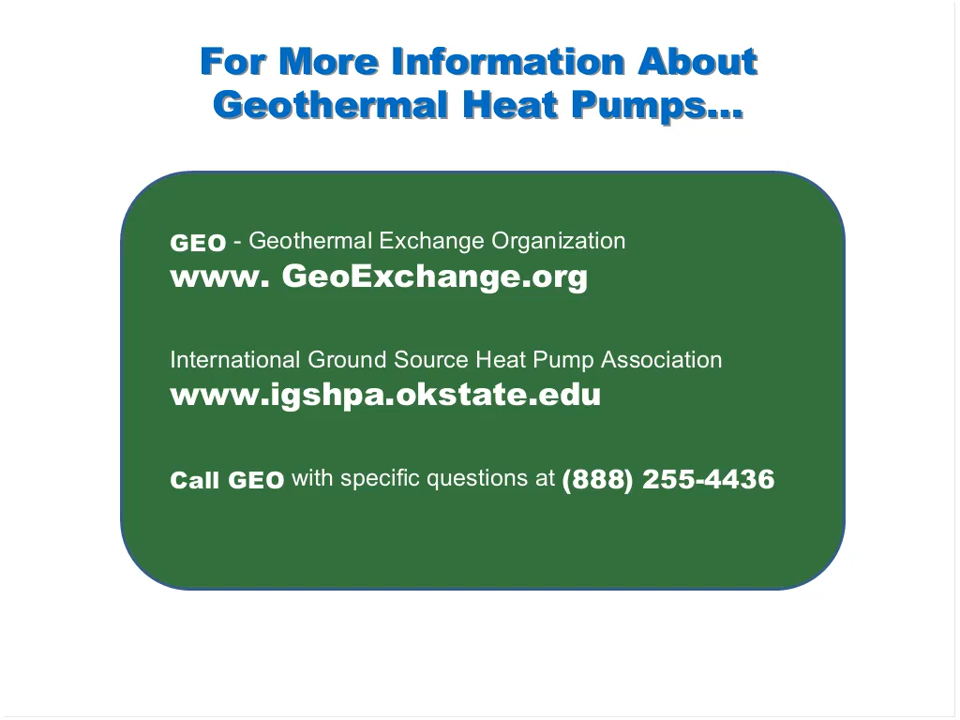 For More Information About
Geothermal Heat Pumps...
GEO - Geothermal Exchange Organization
www. GeoExchange.org
International Ground Source Heat Pump Association
www.igshpa.okstate.edu
Call GEO with specific questions at (888) 255-4436